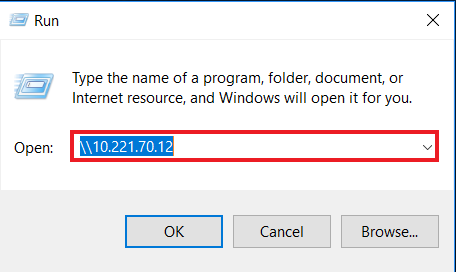 Run
Type the name of a program, folder, document, or
Internet resource, and Windows will open it for you.
Open: \\10.221.70.12
OK Cancel Browse...